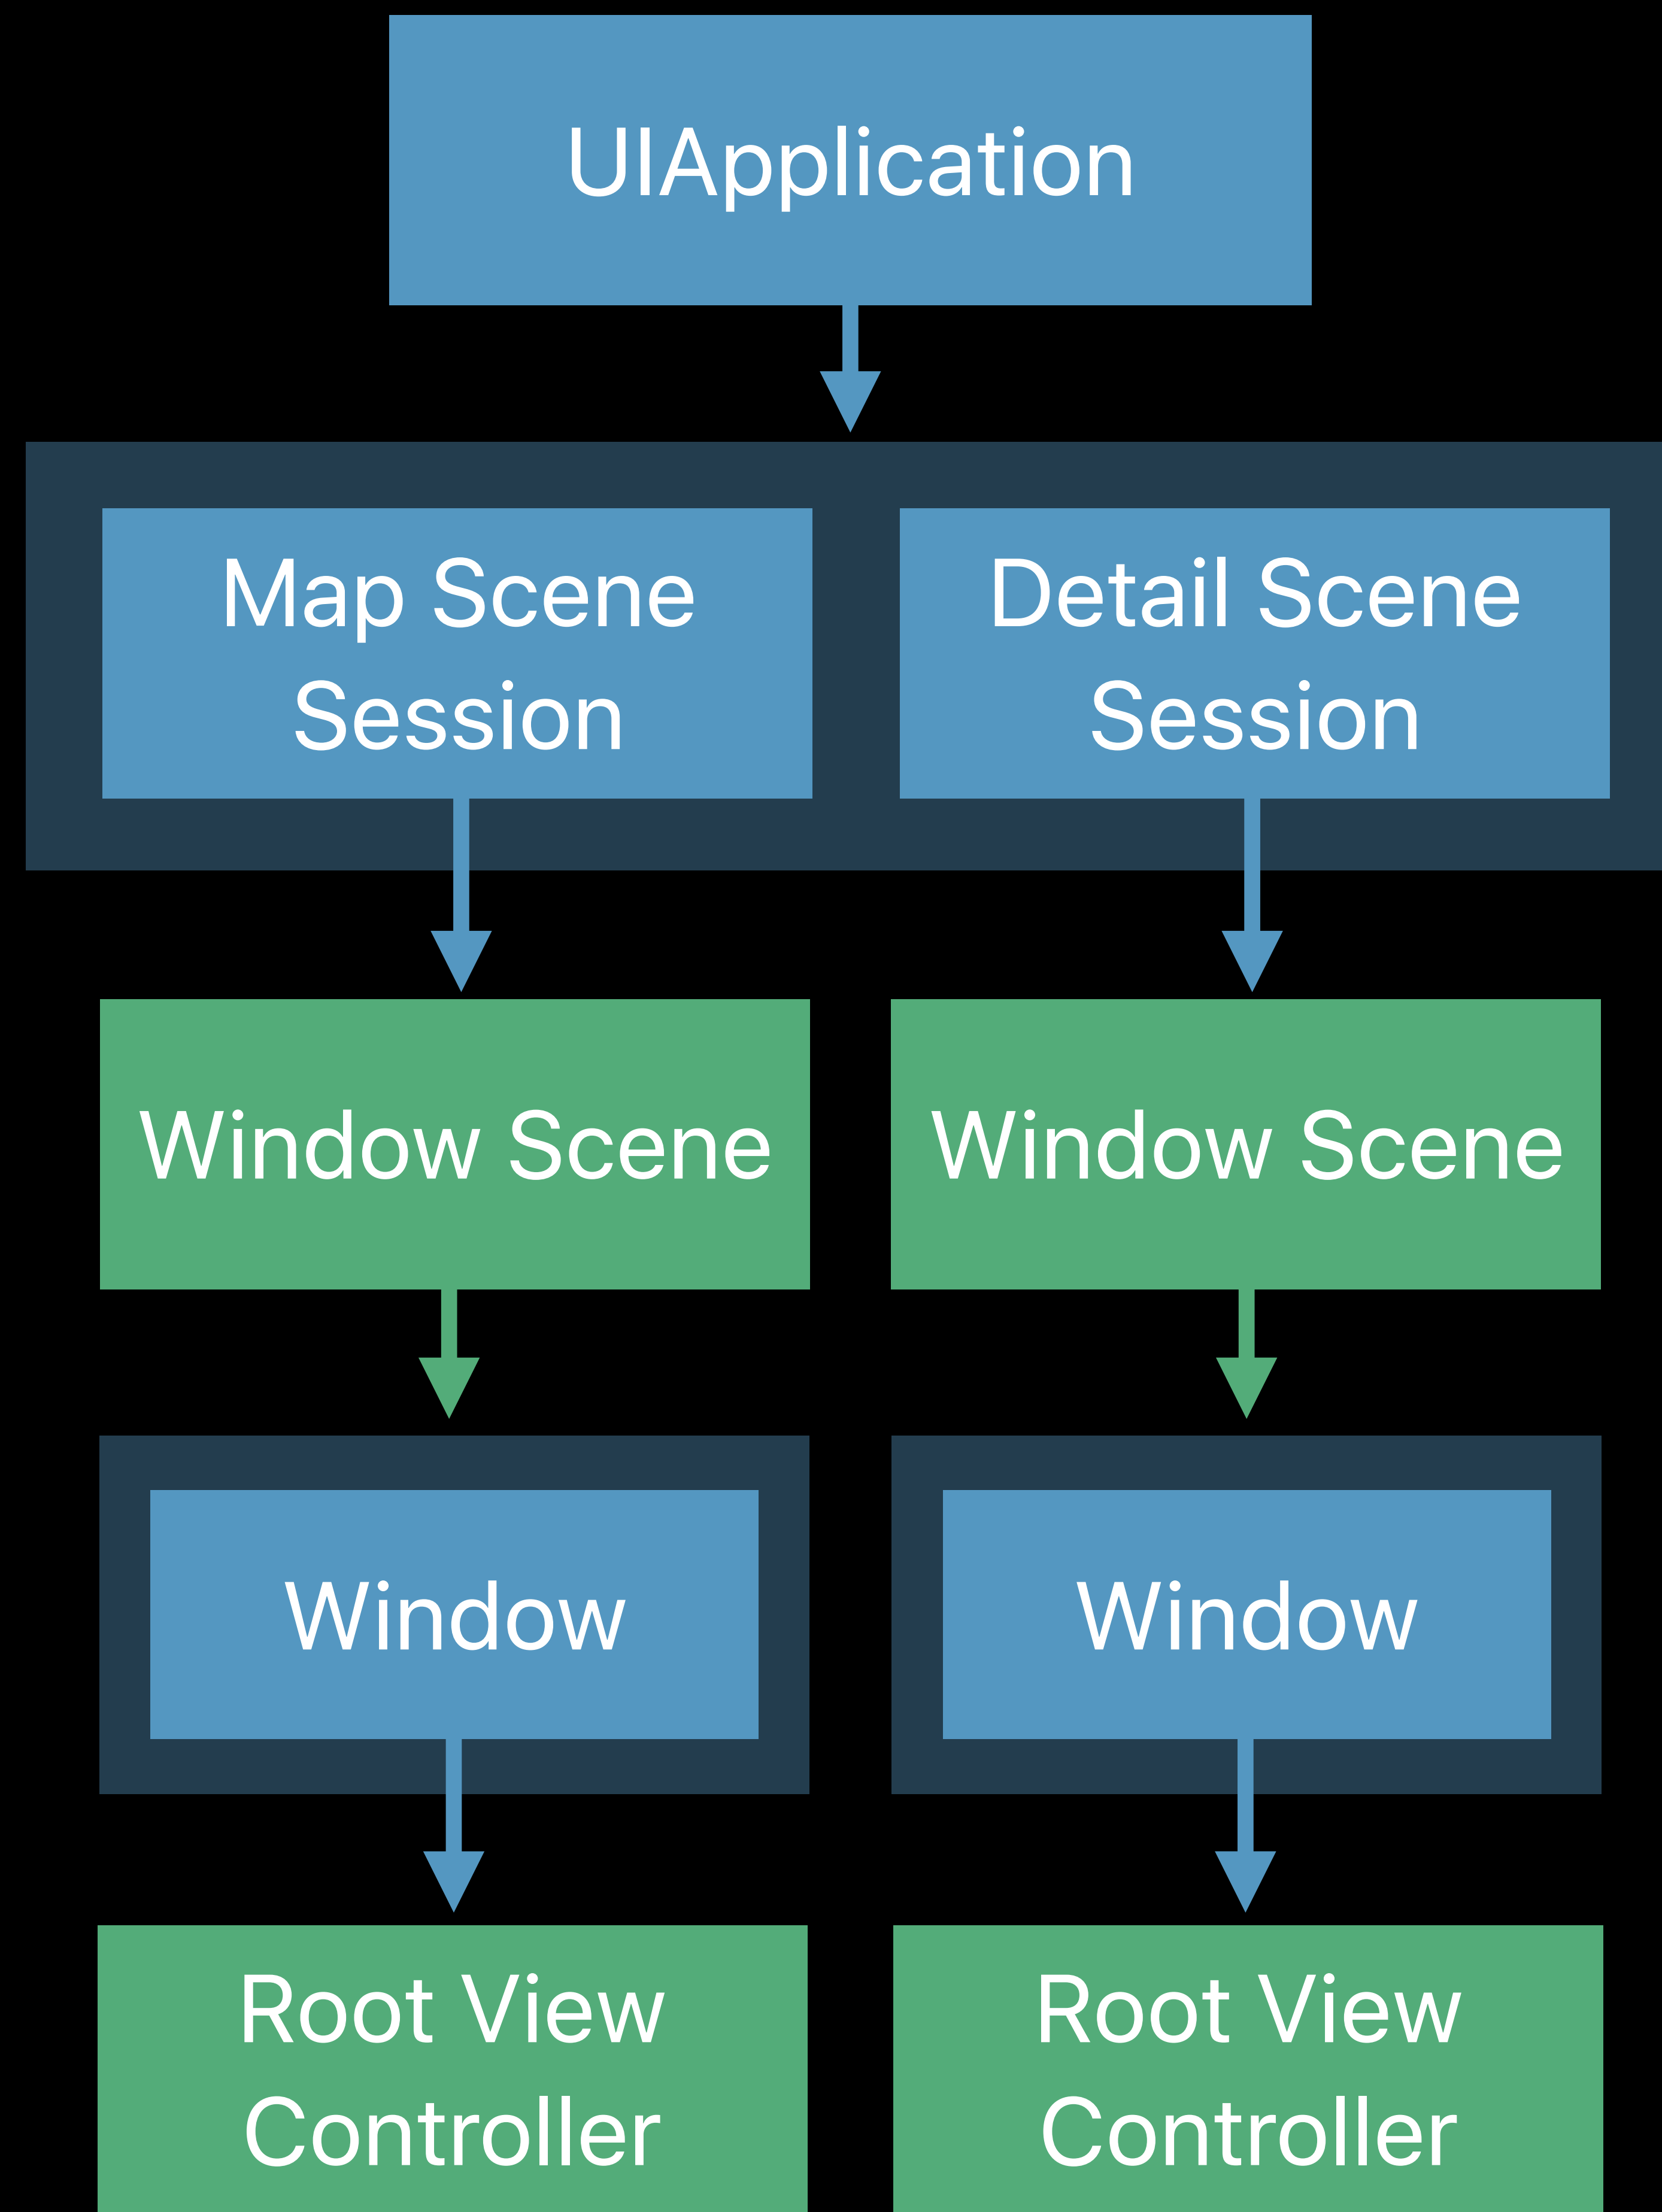 UIApplication
Map Scene
Session
Detail Scene
Session
Window Scene
Window Scene
Window
Window
Root View
Controller
Root View
Controller